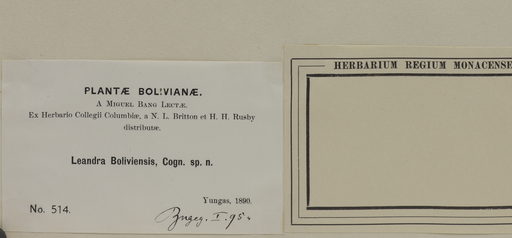 PLANTÆ BOLIVIANÆ.
A Miguel Bang Lectæ.
Ex Herbario Collegii Columbiæ, a N. L. Britton et H. H. Rusby
distributæ.
Leandra Boliviensis, Cogn. sp. n.
Yungas, 1890.
No. 514.
I. 95.
HERBARIUM REGIUM MONACENSE